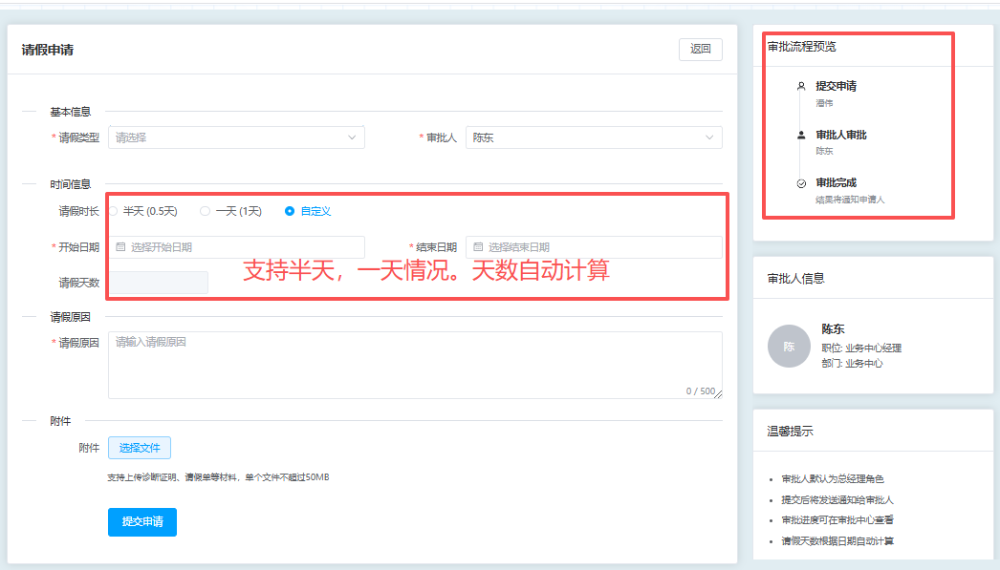 请假申请
返回
基本信息
* 请假类型 请选择 * 审批人 陈东
时间信息
请假时长 半天 (0.5天) 一天 (1天) 自定义
* 开始日期 选择开始日期 * 结束日期 选择结束日期
支持半天，一天情况。天数自动计算
请假天数
请假原因
* 请假原因 请输入请假原因
0 / 500
附件
附件 选择文件
支持上传诊断证明、请假单等材料，单个文件不超过50MB
提交申请
审批流程预览
提交申请
潘伟
审批人审批
陈东
审批完成
结果将通知申请人
审批人信息
陈
陈东
职位: 业务中心经理
部门: 业务中心
温馨提示
• 审批人默认为总经理角色
• 提交后将发送通知给审批人
• 审批进度可在审批中心查看
• 请假天数根据日期自动计算